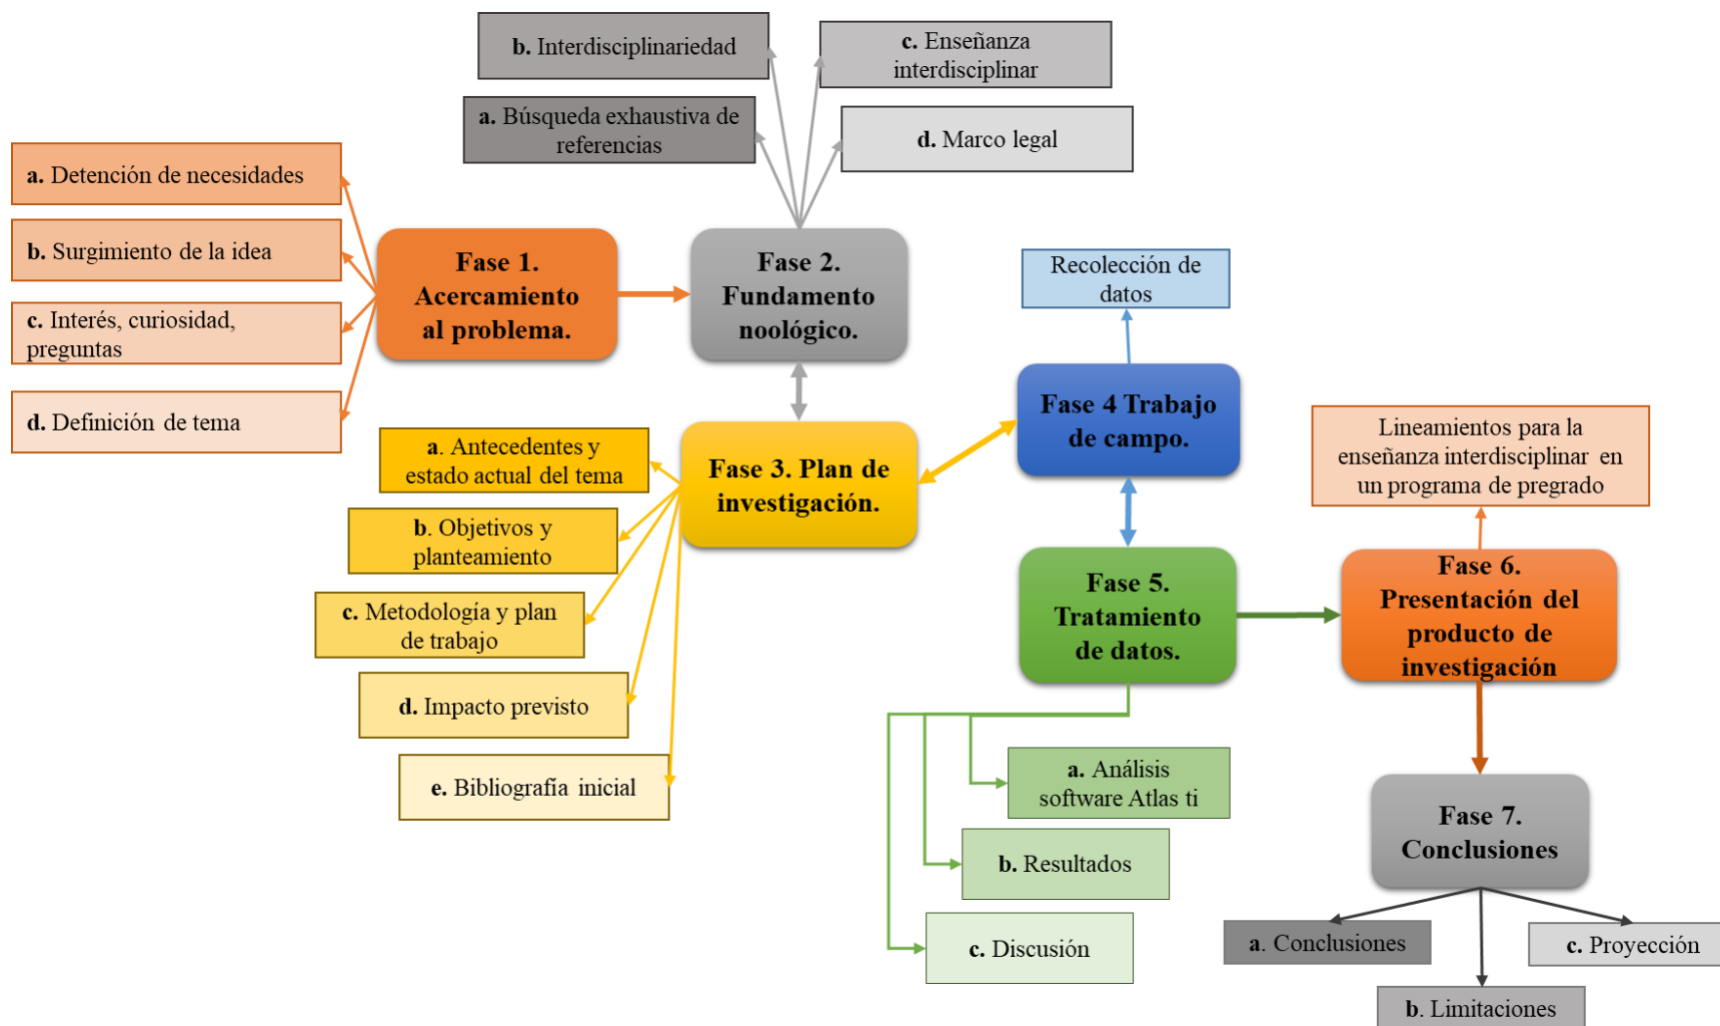 b. Interdisciplinariedad
c. Enseñanza
interdisciplinar
a. Búsqueda exhaustiva de
referencias
d. Marco legal
a. Detención de necesidades
b. Surgimiento de la idea
c. Interés, curiosidad,
preguntas
d. Definición de tema
Fase 1.
Acercamiento
al problema.
Fase 2.
Fundamento
noológico.
Recolección de
datos
Fase 4 Trabajo
de campo.
Fase 3. Plan de
investigación.
a. Antecedentes y
estado actual del tema
b. Objetivos y
planteamiento
c. Metodología y plan
de trabajo
d. Impacto previsto
e. Bibliografía inicial
Fase 5.
Tratamiento
de datos.
a. Análisis
software Atlas ti
b. Resultados
c. Discusión
Lineamientos para la
enseñanza interdisciplinar en
un programa de pregrado
Fase 6.
Presentación del
producto de
investigación
Fase 7.
Conclusiones
a. Conclusiones
c. Proyección
b. Limitaciones